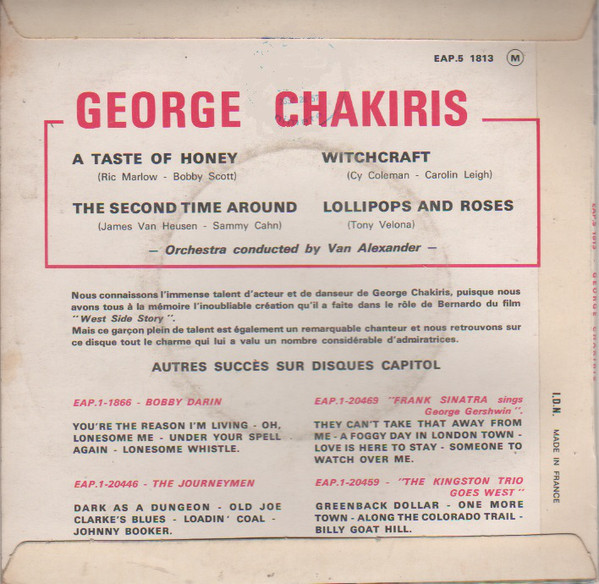 EAP.5 1813 M
GEORGE CHAKIRIS
A TASTE OF HONEY
(Ric Marlow - Bobby Scott)
WITCHCRAFT
(Cy Coleman - Carolin Leigh)
THE SECOND TIME AROUND
(James Van Heusen - Sammy Cahn)
LOLLIPOPS AND ROSES
(Tony Velona)
— Orchestra conducted by Van Alexander —
Nous connaissons l'immense talent d'acteur et de danseur de George Chakiris, puisque nous
avons tous à la mémoire l'inoubliable création qu'il a faite dans le rôle de Bernardo du film
"West Side Story".
Mais ce garçon plein de talent est également un remarquable chanteur et nous retrouvons sur
ce disque tout le charme qui lui a valu un nombre considérable d'admiratrices.
AUTRES SUCCÈS SUR DISQUES CAPITOL
EAP.1-1866 - BOBBY DARIN
YOU'RE THE REASON I'M LIVING - OH,
LONESOME ME - UNDER YOUR SPELL
AGAIN - LONESOME WHISTLE.
EAP.1-20469 "FRANK SINATRA sings
George Gershwin".
THEY CAN'T TAKE THAT AWAY FROM
ME - A FOGGY DAY IN LONDON TOWN -
LOVE IS HERE TO STAY - SOMEONE TO
WATCH OVER ME.
EAP.1-20446 - THE JOURNEYMEN
DARK AS A DUNGEON - OLD JOE
CLARKE'S BLUES - LOADIN' COAL -
JOHNNY BOOKER.
EAP.1-20459 - "THE KINGSTON TRIO
GOES WEST"
GREENBACK DOLLAR - ONE MORE
TOWN - ALONG THE COLORADO TRAIL -
BILLY GOAT HILL.
I.D.N. MADE IN FRANCE
EAP.5 1813 GEORGE CHAKIRIS